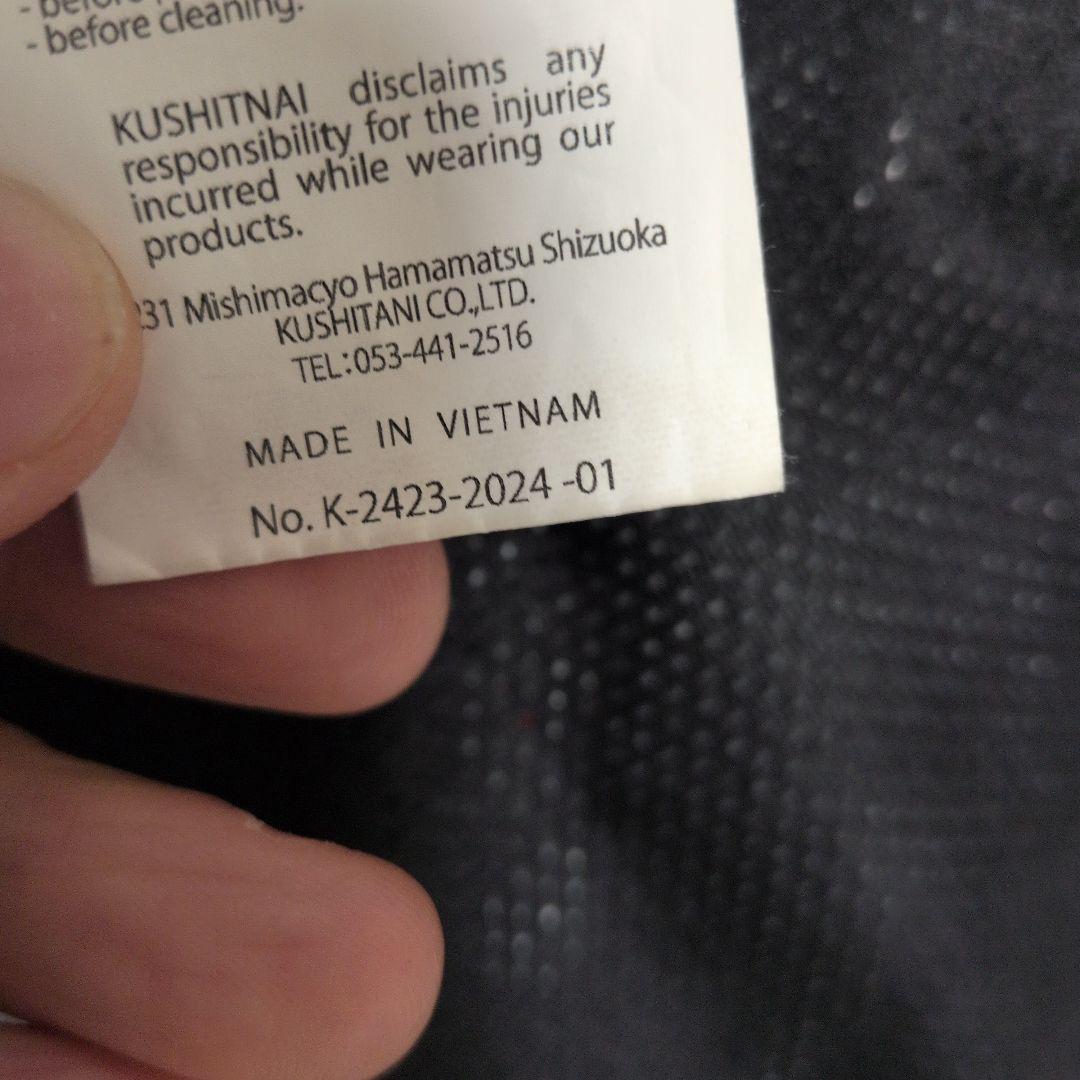 - before cleaning.
KUSHITNAI disclaims any
responsibility for the injuries
incurred while wearing our
products.
31 Mishimacyo Hamamatsu Shizuoka
KUSHITANI CO.,LTD.
TEL:053-441-2516
MADE IN VIETNAM
No. K-2423-2024 -01